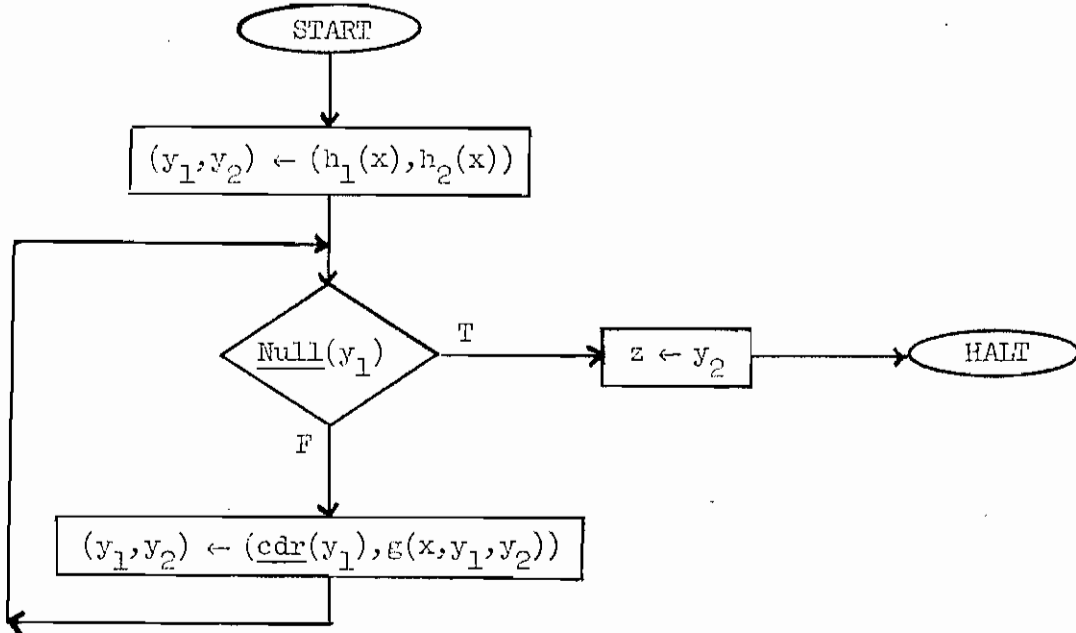 START
(y₁,y₂) ← (h₁(x),h₂(x))
Null(y₁)
T
z ← y₂
HALT
F
(y₁,y₂) ← (cdr(y₁),g(x,y₁,y₂))